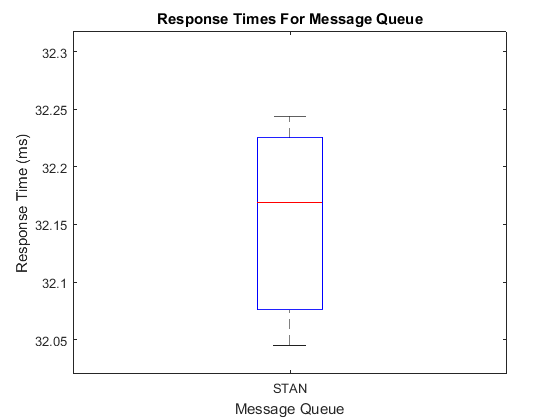 Response Times For Message Queue
32.3
32.25
32.2
32.15
32.1
32.05
Response Time (ms)
STAN
Message Queue